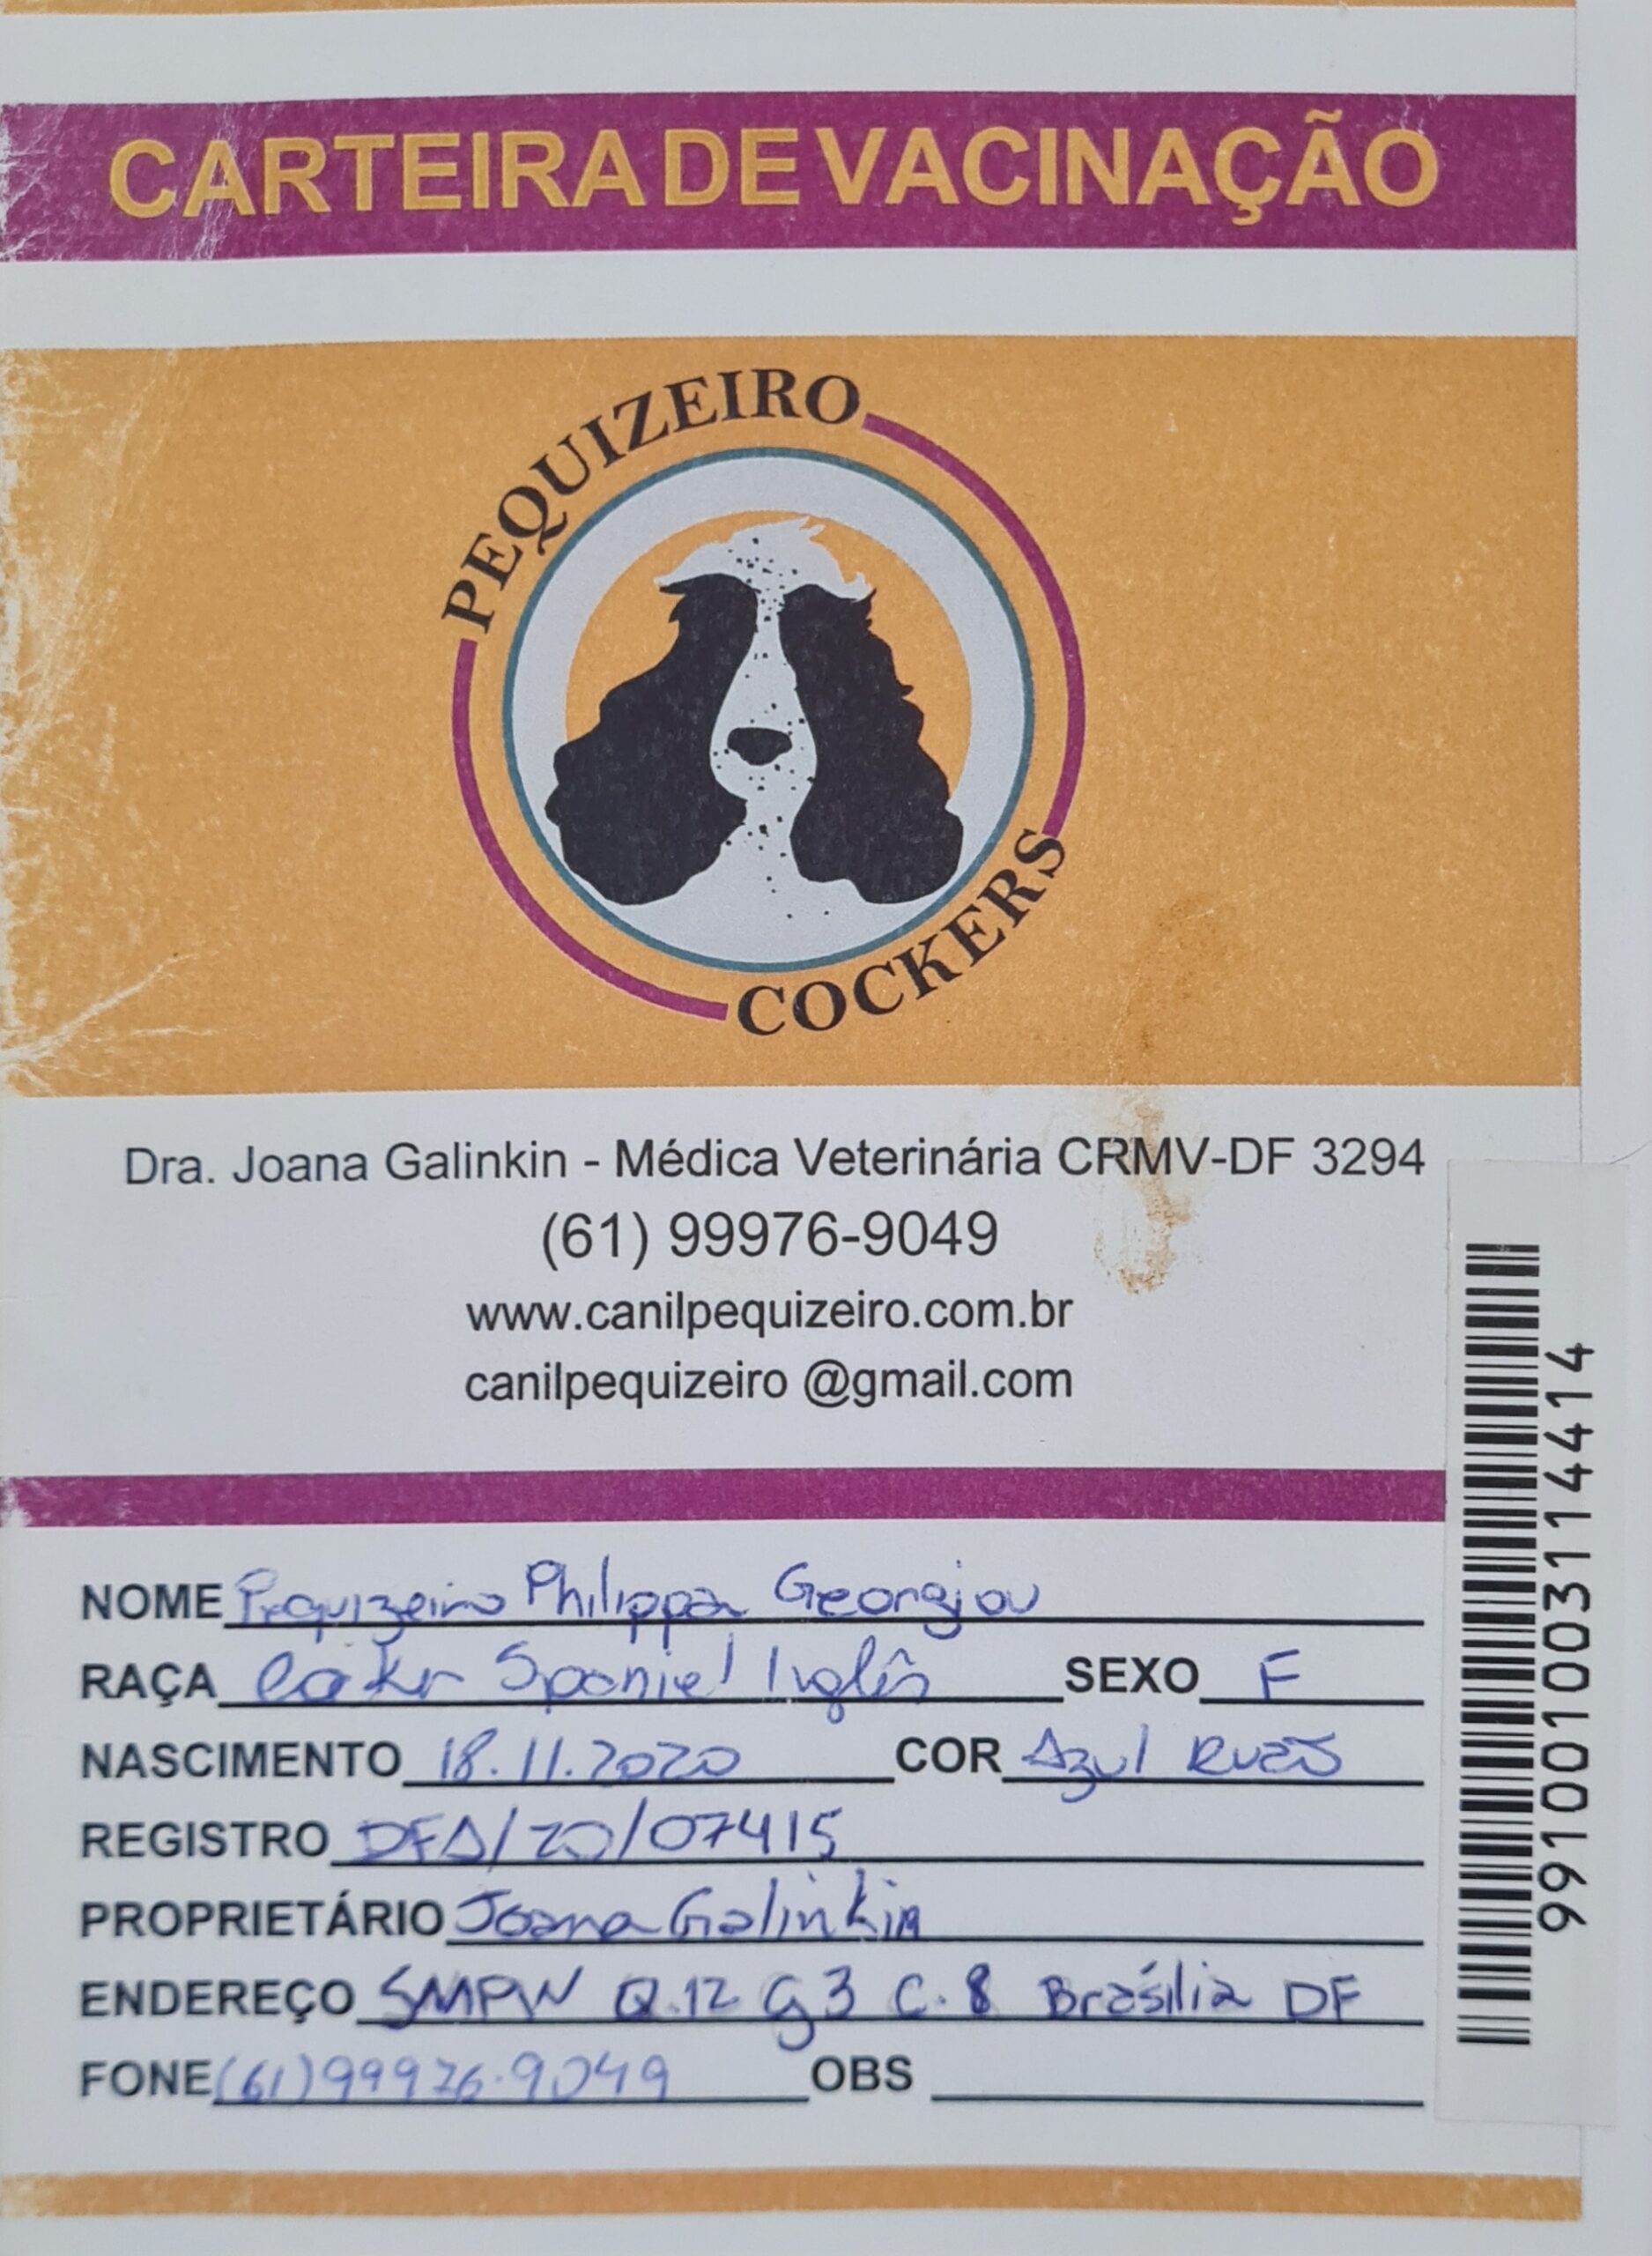 CARTEIRA DE VACINAÇÃO
PEQUIZEIRO
COCKERS
Dra. Joana Galinkin - Médica Veterinária CRMV-DF 3294
(61) 99976-9049
www.canilpequizeiro.com.br
canilpequizeiro @gmail.com
NOME Pequizeiro Philippa Georgiou
RAÇA Cocker Spaniel Inglês SEXO F
NASCIMENTO 18.11.2020 COR Azul Ruão
REGISTRO DFA/20/07415
PROPRIETÁRIO Joana Galinkin
ENDEREÇO SMPW Q.12 G3 C.8 Brasília DF
FONE (61)99976-9049 OBS
991001003114414